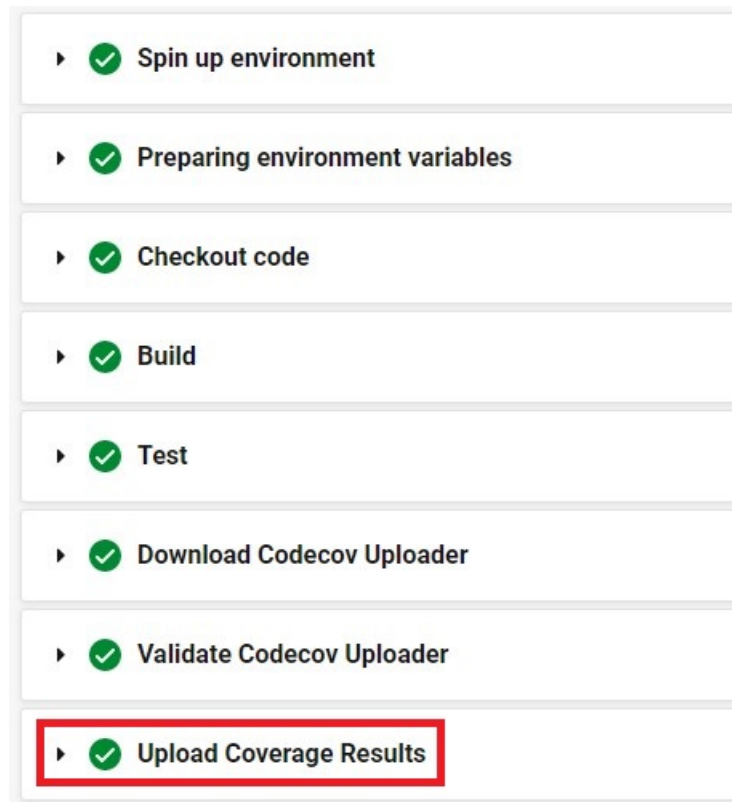 Spin up environment
Preparing environment variables
Checkout code
Build
Test
Download Codecov Uploader
Validate Codecov Uploader
Upload Coverage Results